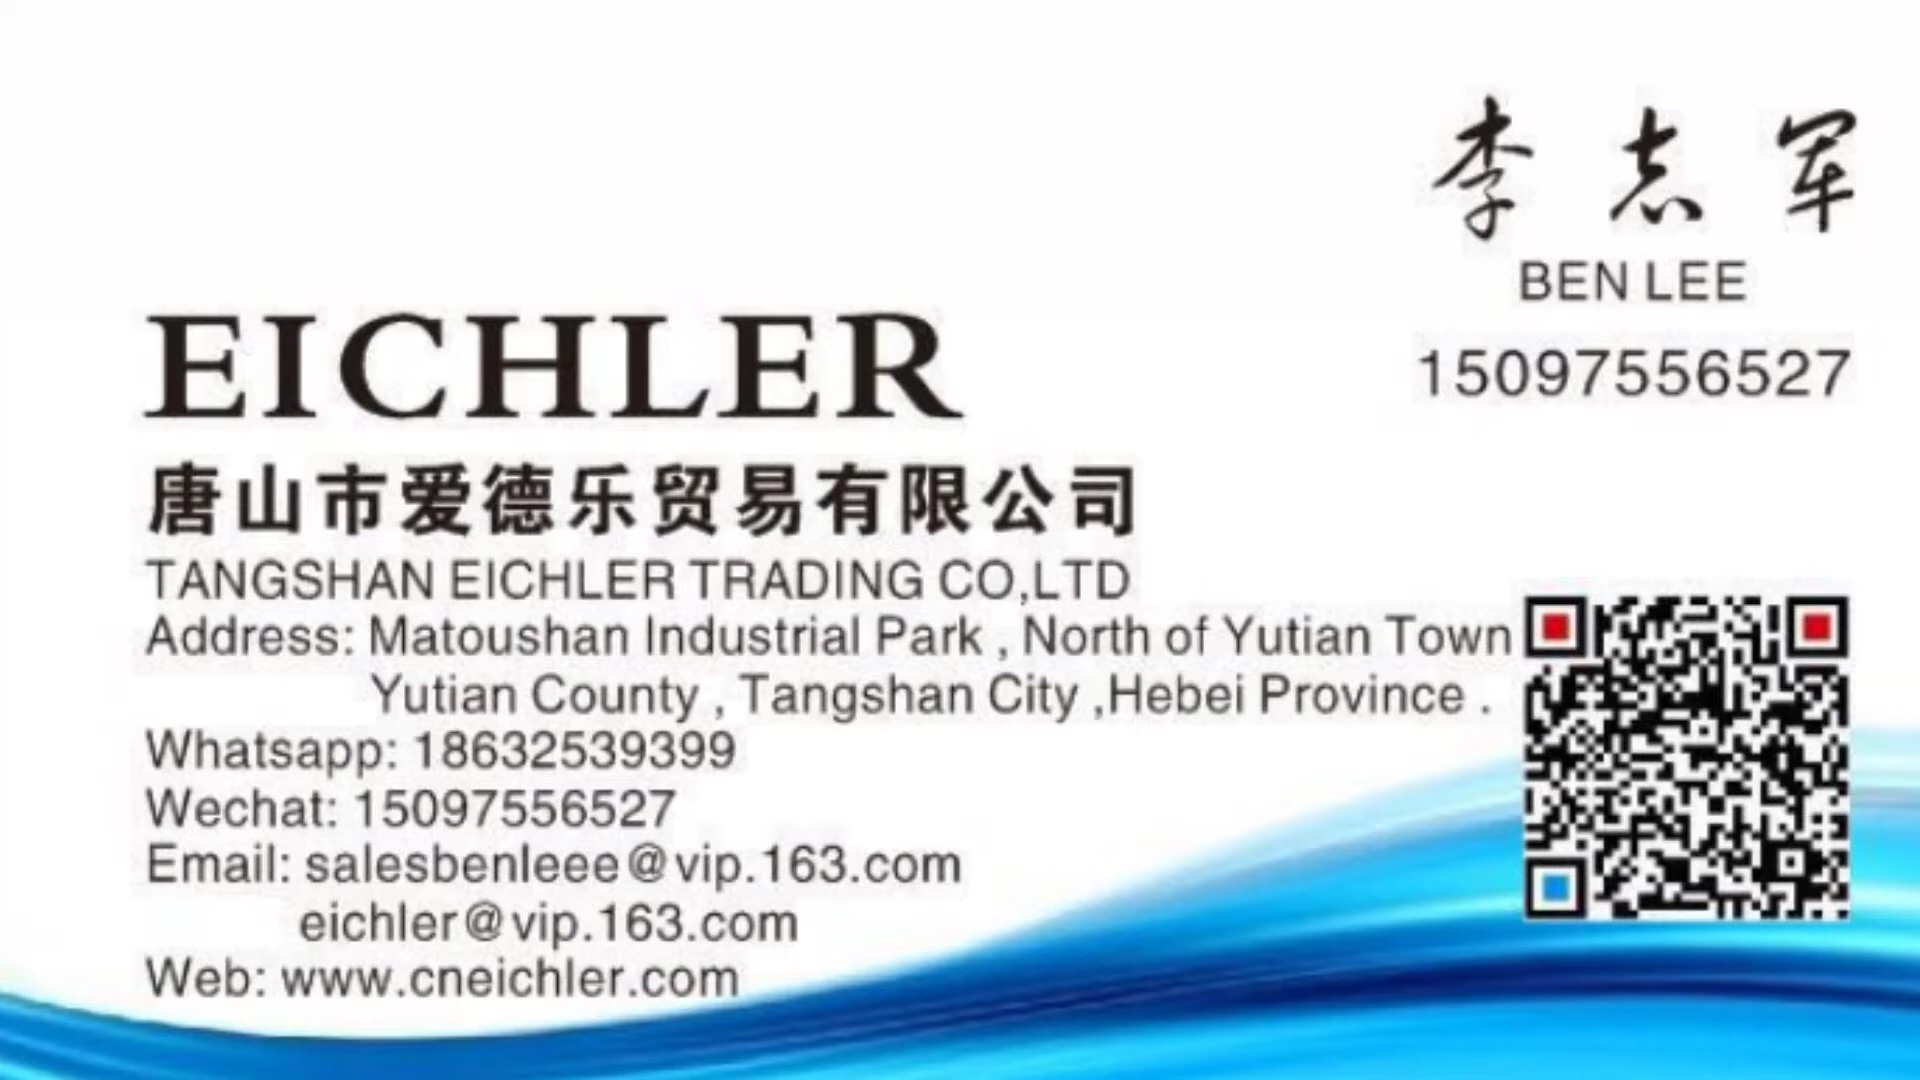 李志军
BEN LEE
15097556527
EICHLER
唐山市爱德乐贸易有限公司
TANGSHAN EICHLER TRADING CO,LTD
Address: Matoushan Industrial Park , North of Yutian Town
Yutian County , Tangshan City ,Hebei Province .
Whatsapp: 18632539399
Wechat: 15097556527
Email: salesbenleee@vip.163.com
eichler@vip.163.com
Web: www.cneichler.com